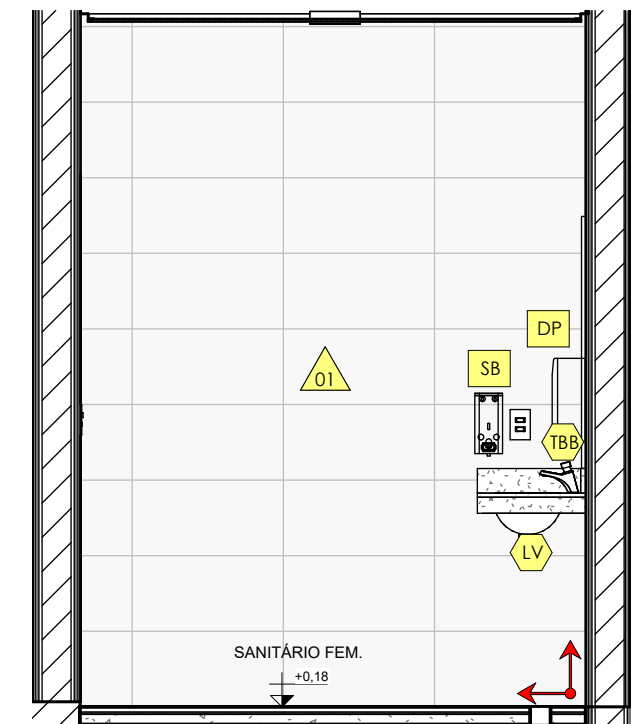 DP
SB
01
TBB
LV
SANITÁRIO FEM.
+0,18